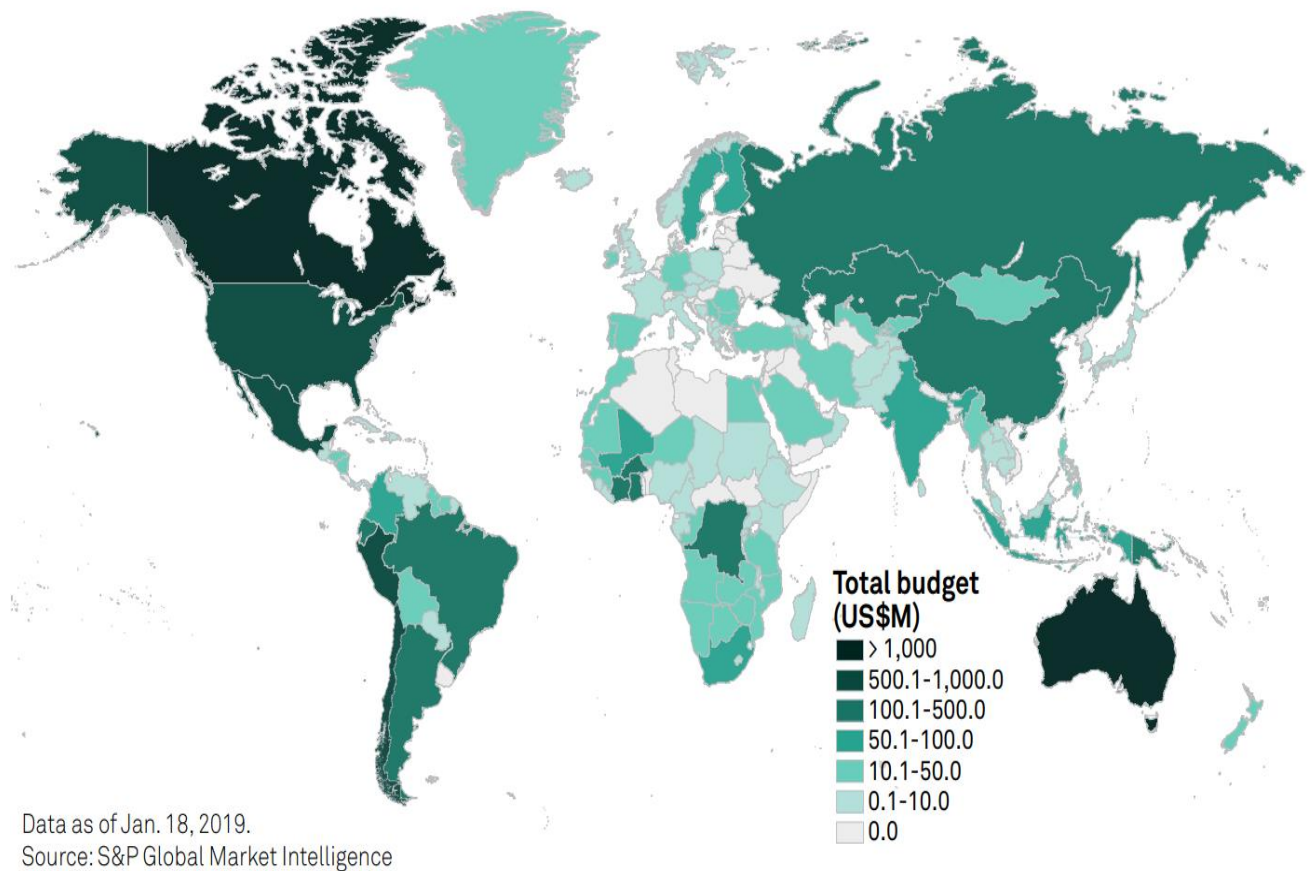 Total budget
(US$M)
> 1,000
500.1-1,000.0
100.1-500.0
50.1-100.0
10.1-50.0
0.1-10.0
0.0
Data as of Jan. 18, 2019.
Source: S&P Global Market Intelligence